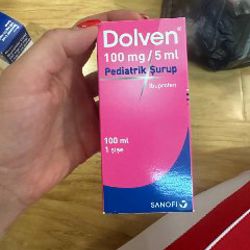 Dolven®
100 mg / 5 ml
Pediatrik Şurup
İbuprofen
100 ml
1 şişe
SANOFI